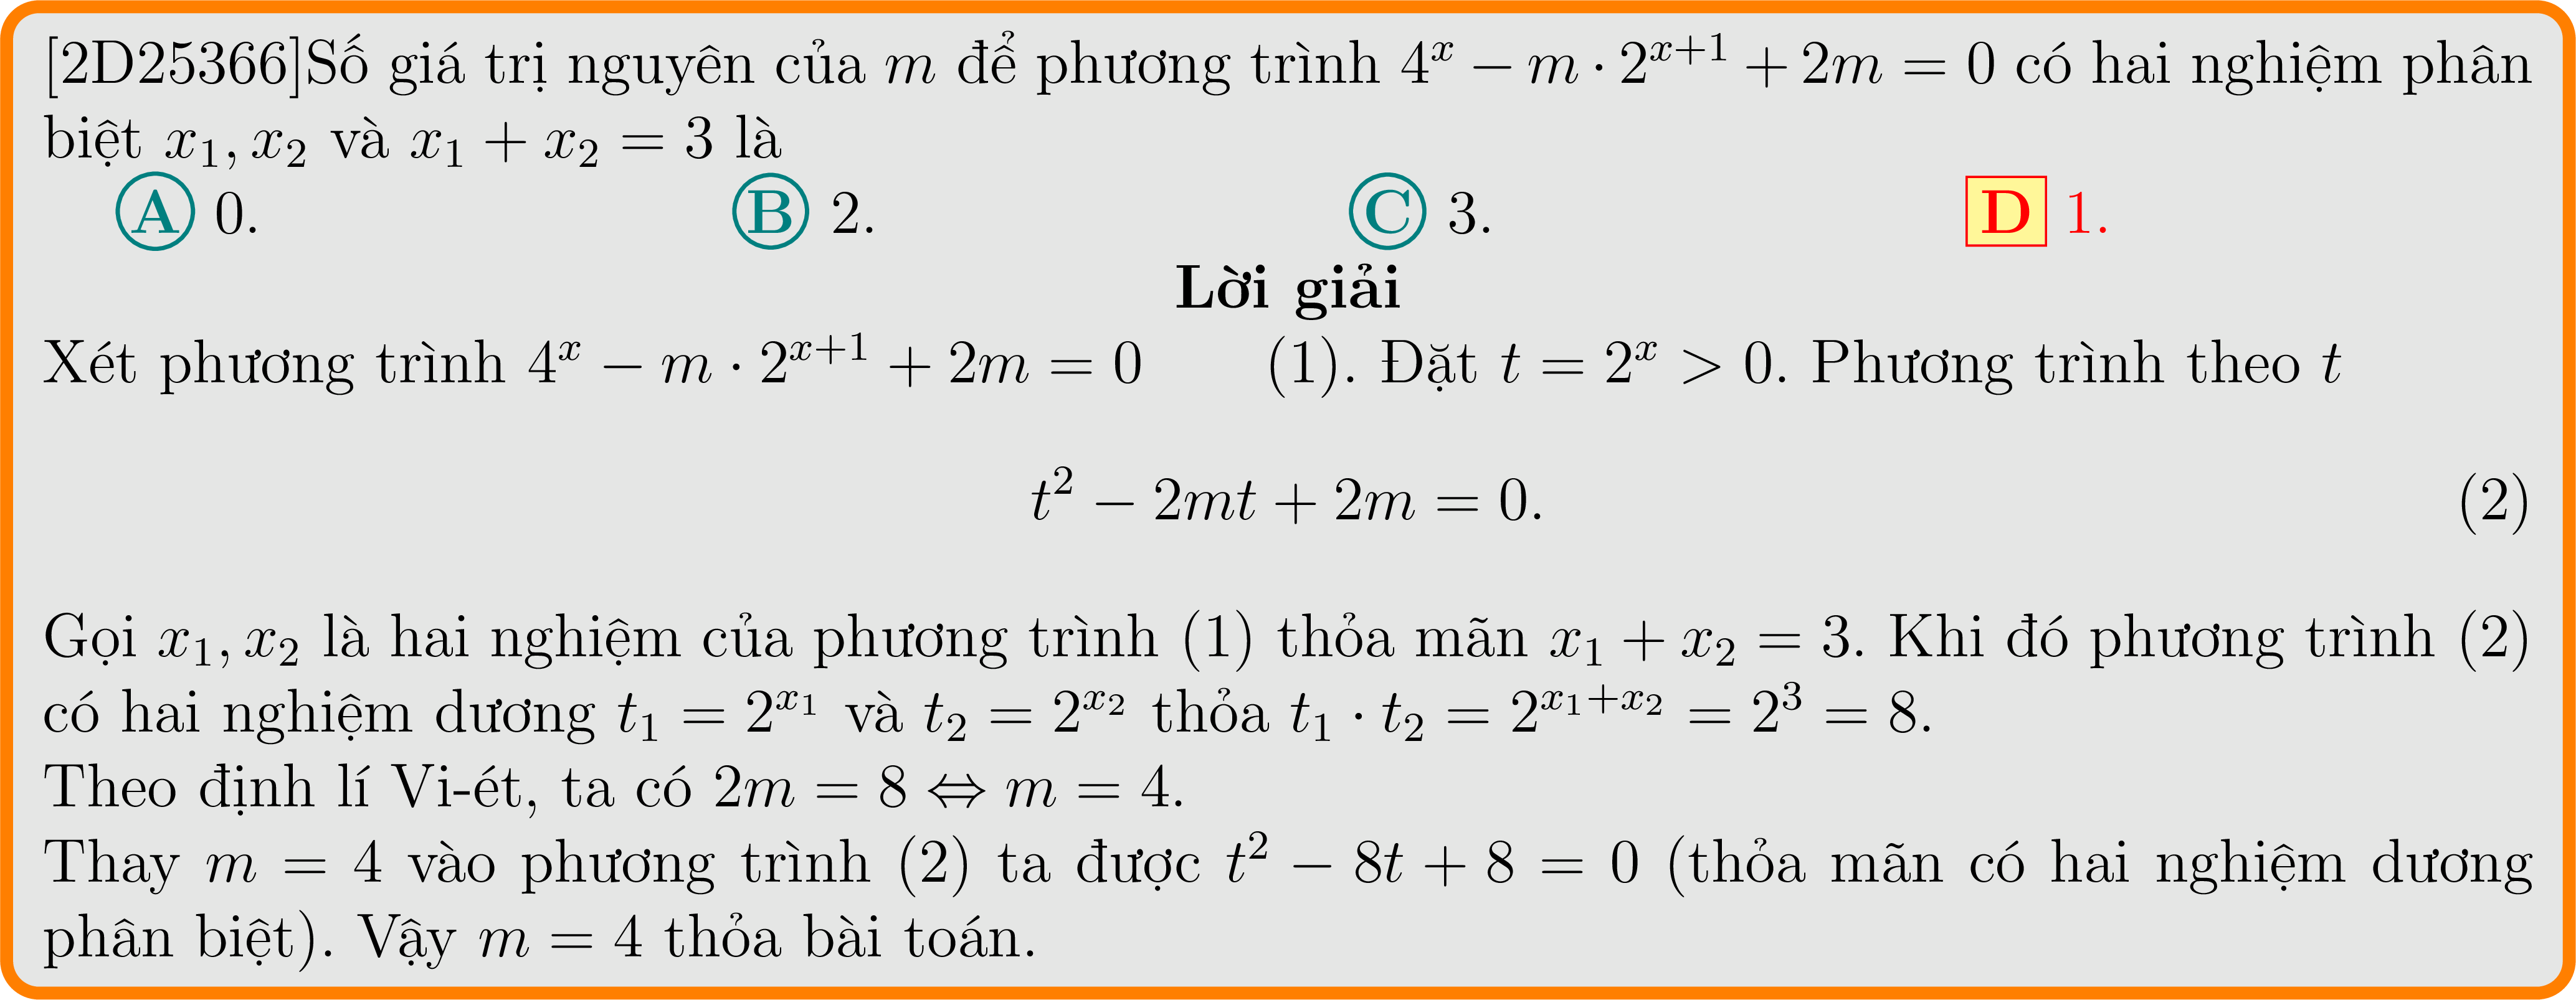 [2D25366]Số giá trị nguyên của m để phương trình 4^x − m · 2^{x+1} + 2m = 0 có hai nghiệm phân
biệt x_1, x_2 và x_1 + x_2 = 3 là
A 0. B 2. C 3. D 1.
Lời giải
Xét phương trình 4^x − m · 2^{x+1} + 2m = 0 (1). Đặt t = 2^x > 0. Phương trình theo t
t^2 − 2mt + 2m = 0. (2)
Gọi x_1, x_2 là hai nghiệm của phương trình (1) thỏa mãn x_1 + x_2 = 3. Khi đó phương trình (2)
có hai nghiệm dương t_1 = 2^{x_1} và t_2 = 2^{x_2} thỏa t_1 · t_2 = 2^{x_1+x_2} = 2^3 = 8.
Theo định lí Vi-ét, ta có 2m = 8 ⇔ m = 4.
Thay m = 4 vào phương trình (2) ta được t^2 − 8t + 8 = 0 (thỏa mãn có hai nghiệm dương
phân biệt). Vậy m = 4 thỏa bài toán.